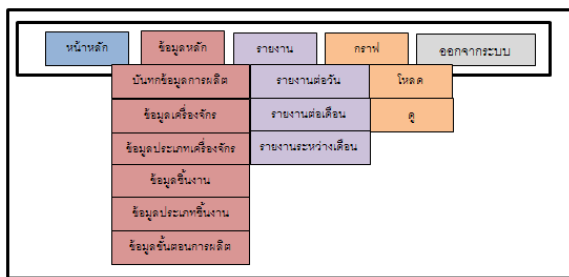 หน้าหลัก ข้อมูลหลัก รายงาน กราฟ ออกจากระบบ
บันทกข้อมูลการผลิต รายงานต่อวัน โหลด
ข้อมูลเครื่องจักร รายงานต่อเดือน ดู
ข้อมูลประเภทเครื่องจักร รายงานระหว่างเดือน
ข้อมูลชิ้นงาน
ข้อมูลประเภทชิ้นงาน
ข้อมูลขั้นตอนการผลิต